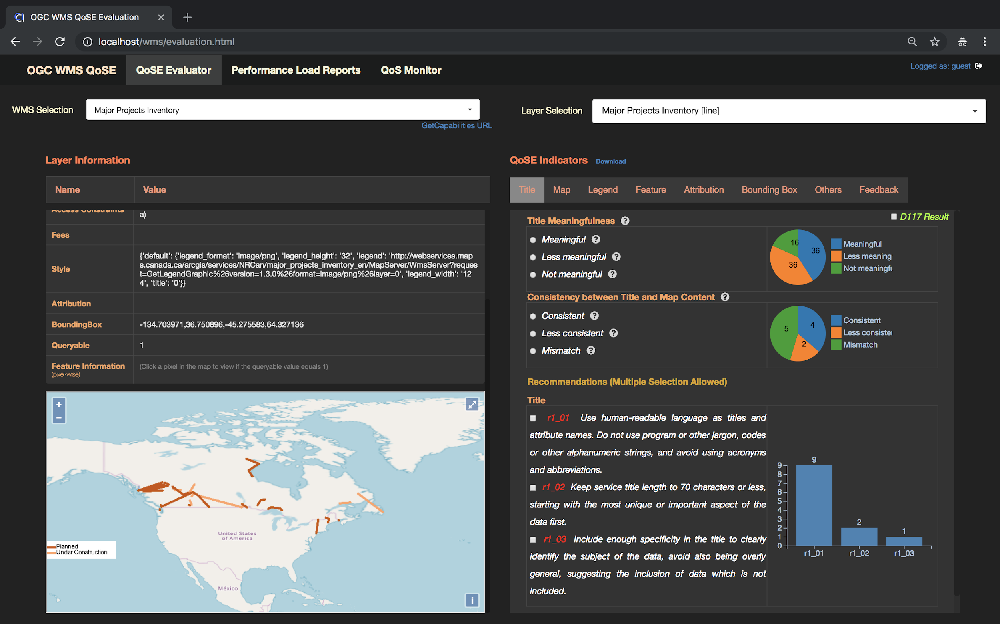 OGC WMS QoSE Evaluation
localhost/wms/evaluation.html
OGC WMS QoSE
QoSE Evaluator
Performance Load Reports
QoS Monitor
Logged as: guest
WMS Selection
Major Projects Inventory
GetCapabilities URL
Layer Selection
Major Projects Inventory [line]
Layer Information
Name
Value
Access Constraints
a)
Fees
Style
{'default': {'legend_format': 'image/png', 'legend_height': '32', 'legend': 'http://webservices.map
s.canada.ca/arcgis/services/NRCan/major_projects_inventory_en/MapServer/WmsServer?reques
t=GetLegendGraphic%26version=1.3.0%26format=image/png%26layer=0', 'legend_width': '12
4', 'title': '0'}}
Attribution
BoundingBox
-134.703971,36.750896,-45.275583,64.327136
Queryable
1
Feature Information
(pixel-wise)
(Click a pixel in the map to view if the queryable value equals 1)
+
−
United States
of America
México
Planned
Under Construction
i
QoSE Indicators
Download
Title
Map
Legend
Feature
Attribution
Bounding Box
Others
Feedback
D117 Result
Title Meaningfulness ?
Meaningful ?
Less meaningful ?
Not meaningful ?
16
36
36
Meaningful
Less meaning
Not meaningfu
Consistency between Title and Map Content ?
Consistent ?
Less consistent ?
Mismatch ?
5
4
2
Consistent
Less consister
Mismatch
Recommendations (Multiple Selection Allowed)
Title
r1_01 Use human-readable language as titles and
attribute names. Do not use program or other jargon, codes
or other alphanumeric strings, and avoid using acronyms
and abbreviations.
r1_02 Keep service title length to 70 characters or less,
starting with the most unique or important aspect of the
data first.
r1_03 Include enough specificity in the title to clearly
identify the subject of the data, avoid also being overly
general, suggesting the inclusion of data which is not
included.
9
8
7
6
5
4
3
2
1
0
9
2
1
r1_01
r1_02
r1_03